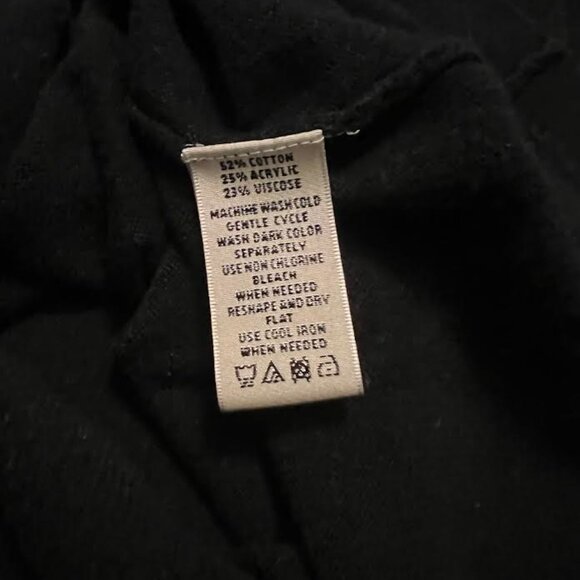 52% COTTON
25% ACRYLIC
23% VISCOSE
MACHINE WASH COLD
GENTLE CYCLE
WASH DARK COLOR
SEPARATELY
USE NON CHLORINE
BLEACH
WHEN NEEDED
RESHAPE AND DRY
FLAT
USE COOL IRON
WHEN NEEDED